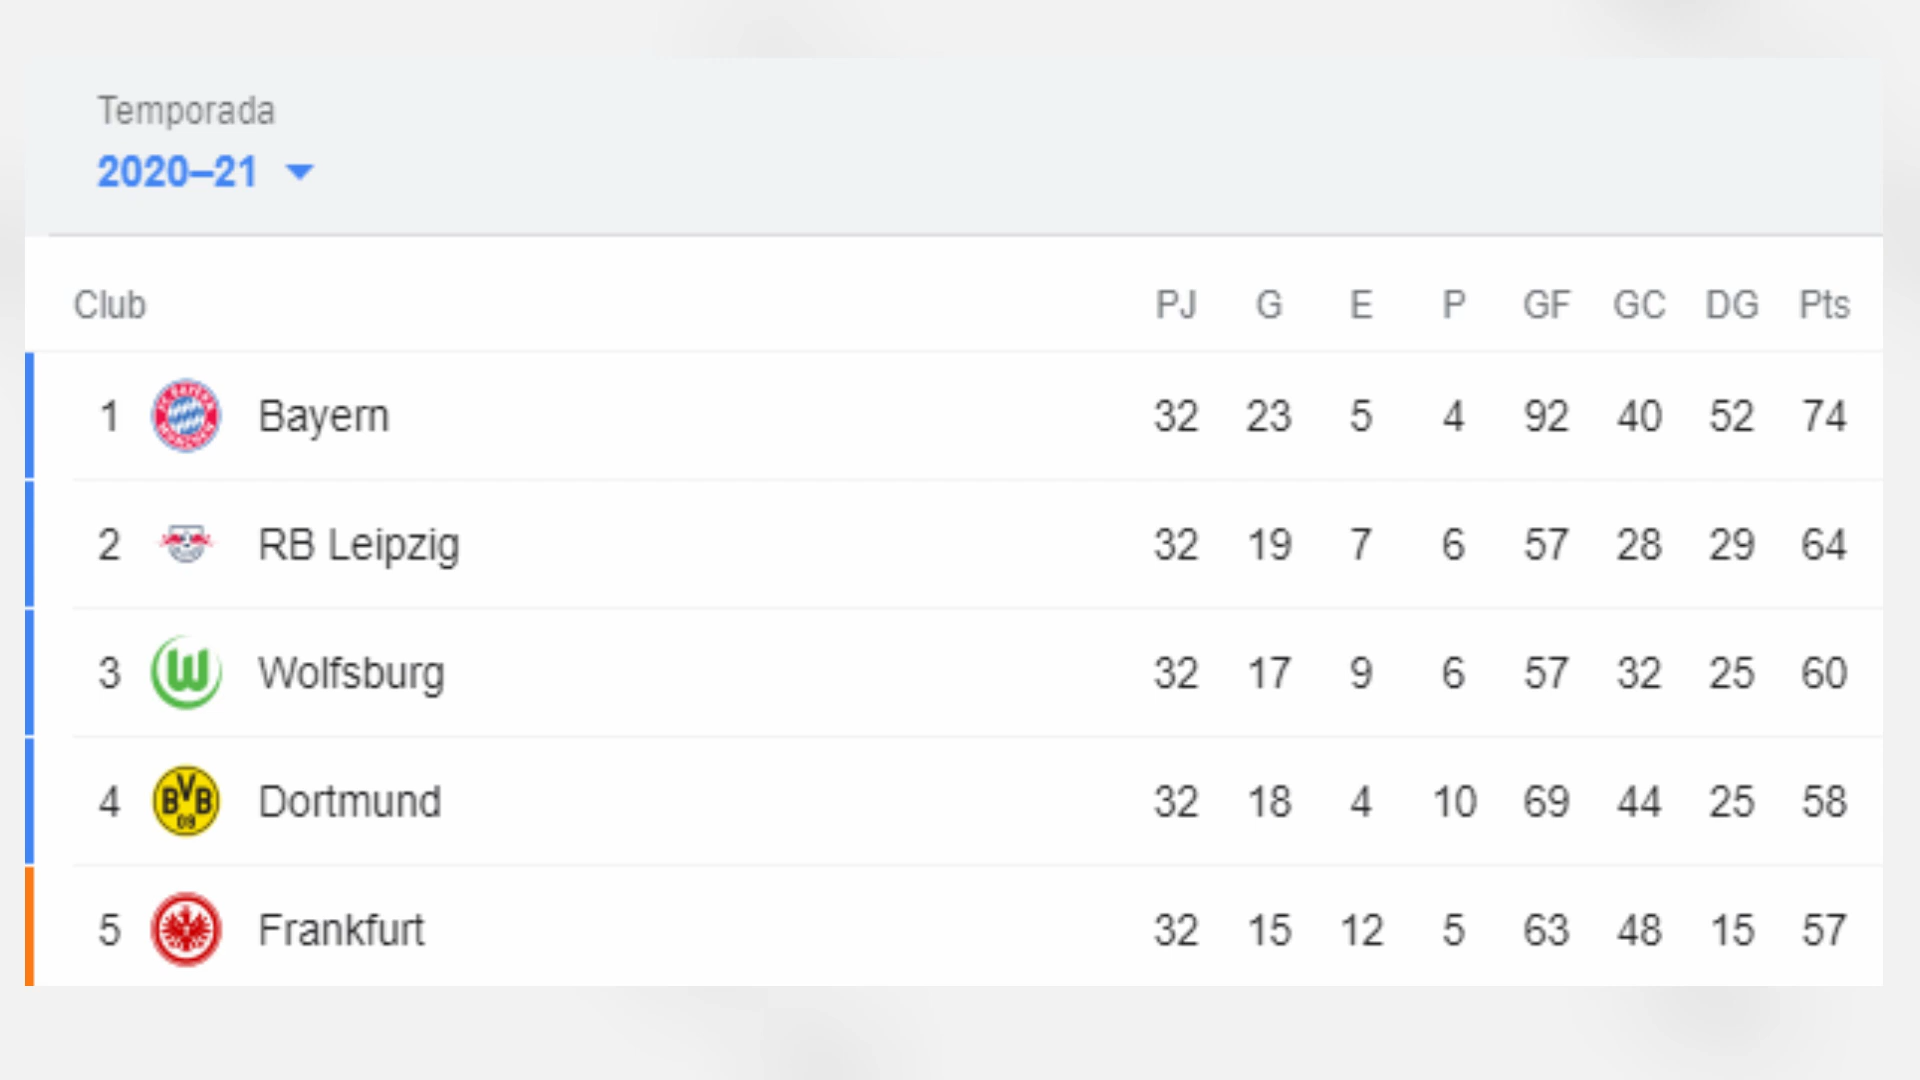 Temporada
2020–21
Club PJ G E P GF GC DG Pts
1 Bayern 32 23 5 4 92 40 52 74
2 RB Leipzig 32 19 7 6 57 28 29 64
3 Wolfsburg 32 17 9 6 57 32 25 60
4 BVB 09 Dortmund 32 18 4 10 69 44 25 58
5 Frankfurt 32 15 12 5 63 48 15 57